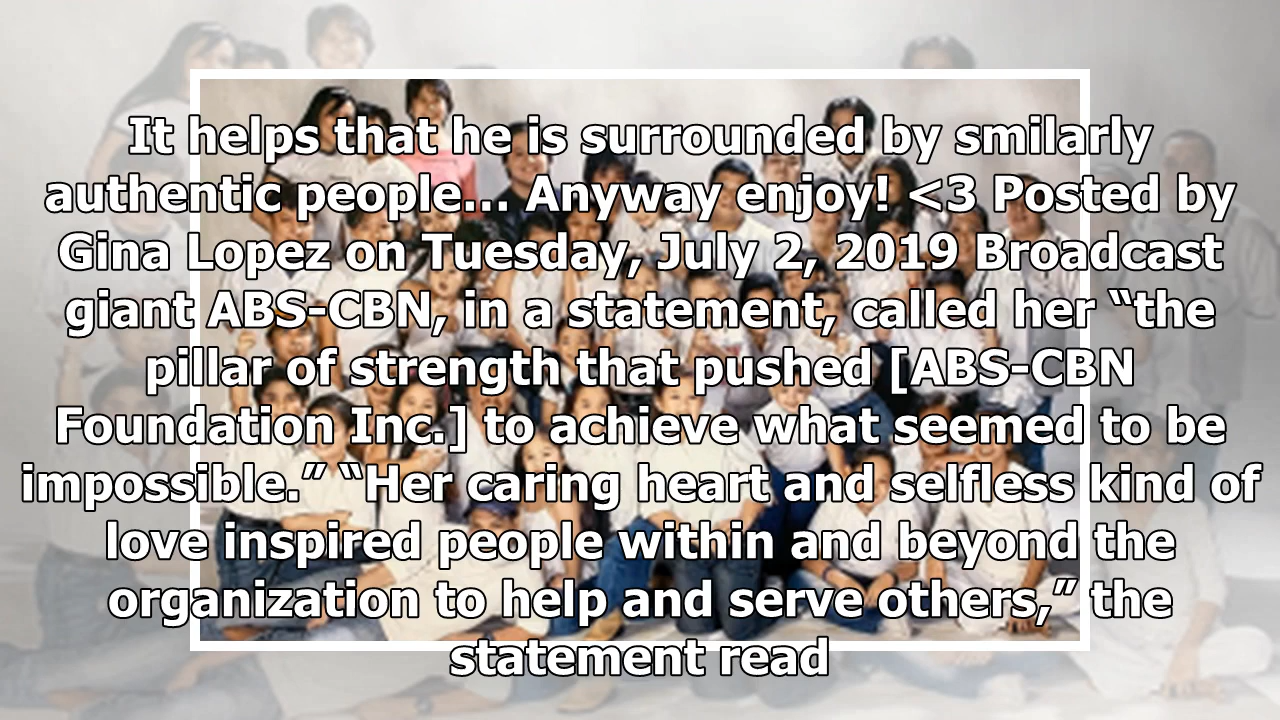 It helps that he is surrounded by smilarly
authentic people... Anyway enjoy! <3 Posted by
Gina Lopez on Tuesday, July 2, 2019 Broadcast
giant ABS-CBN, in a statement, called her “the
pillar of strength that pushed [ABS-CBN
Foundation Inc.] to achieve what seemed to be
impossible.” “Her caring heart and selfless kind of
love inspired people within and beyond the
organization to help and serve others,” the
statement read